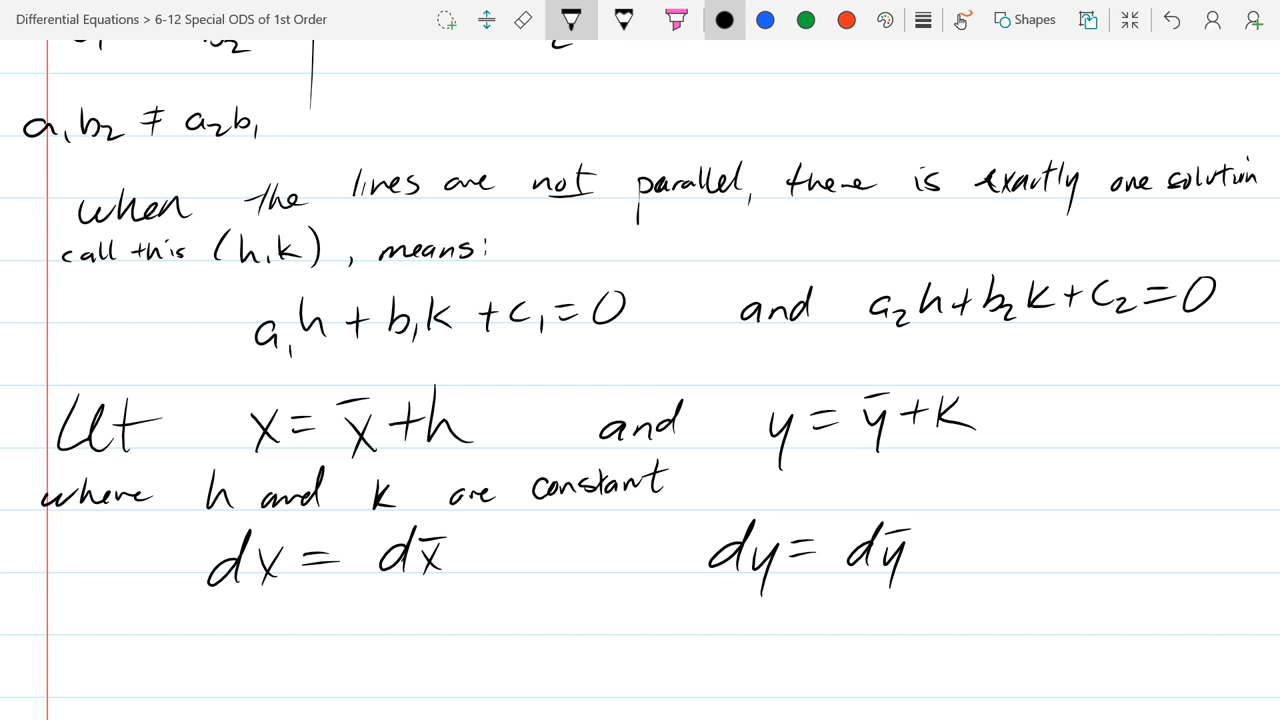 Differential Equations > 6-12 Special ODS of 1st Order
Shapes
a₁b₂ ≠ a₂b₁
when the lines are not parallel, there is exactly one solution
call this (h,k), means:
a₁h + b₁k + c₁ = 0 and a₂h + b₂k + c₂ = 0
Let x = x̄ + h and y = ȳ + k
where h and k are constant
dx = dx̄ dy = dȳ